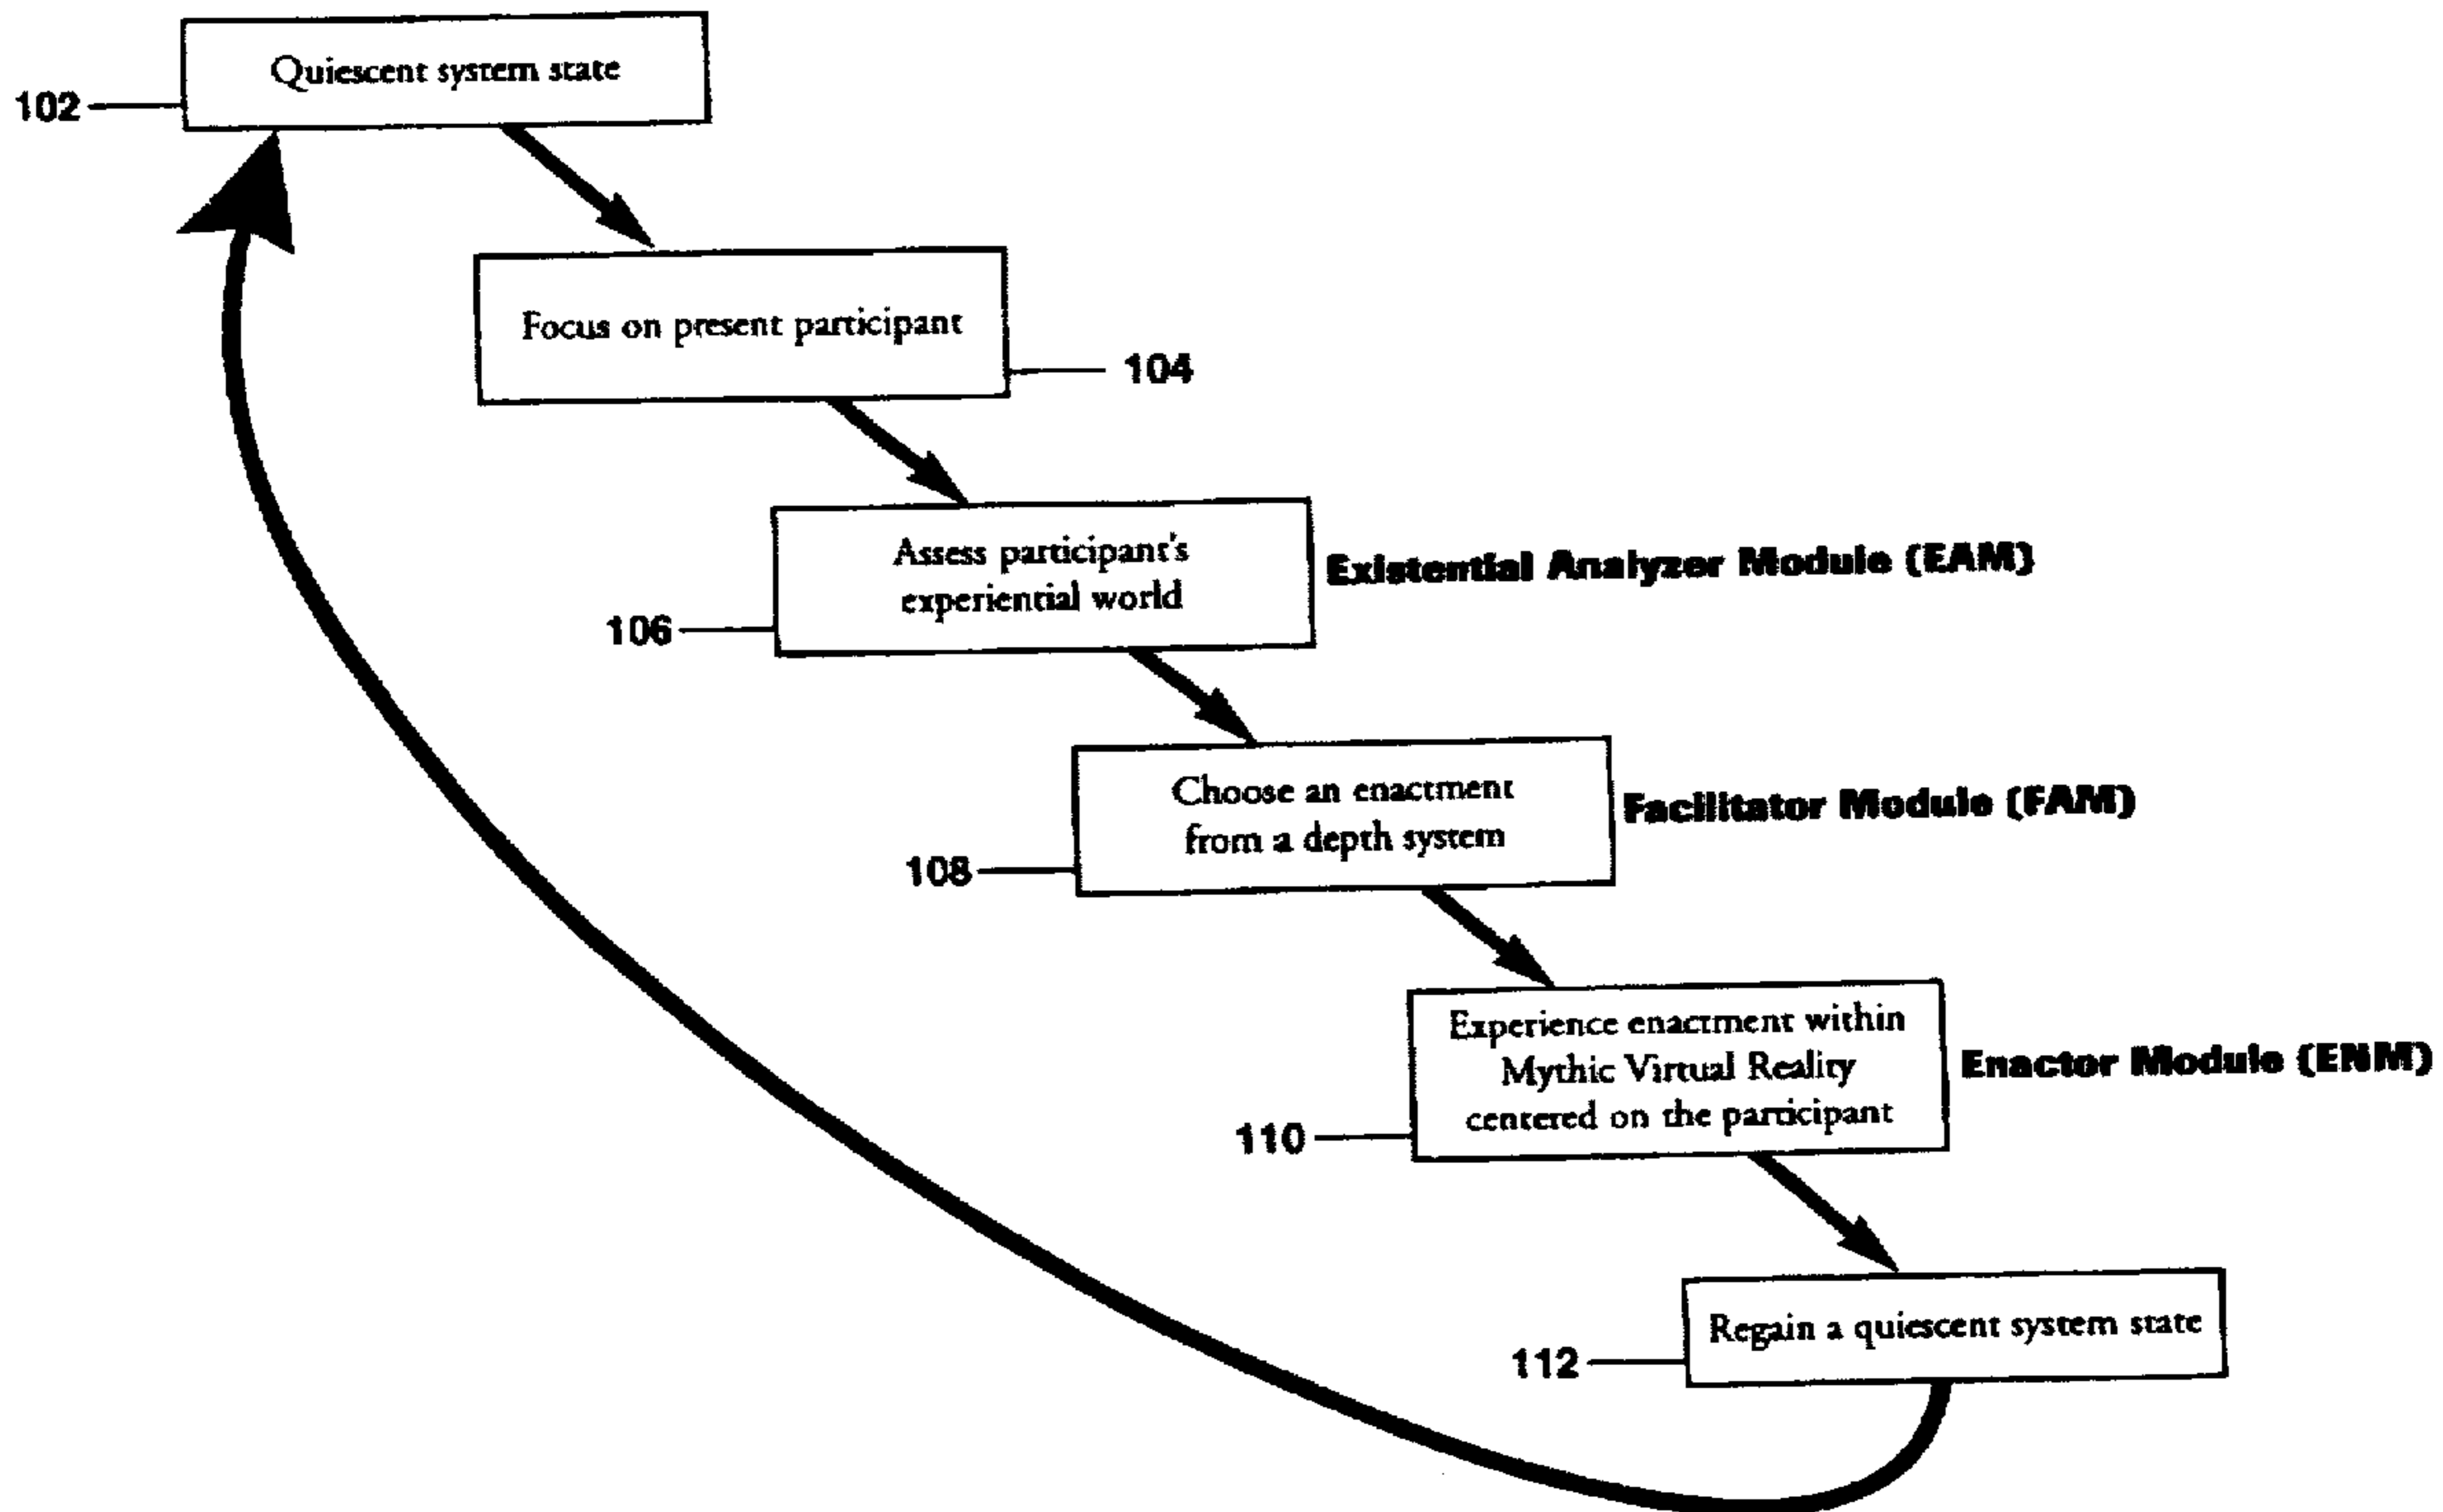 Quiescent system state
102
Focus on present participant
104
Assess participant's
experiential world
Existential Analyzer Module (EAM)
106
Choose an enactment
from a depth system
Facilitator Module (FAM)
108
Experience enactment within
Mythic Virtual Reality
centered on the participant
Enactor Module (ENM)
110
Regain a quiescent system state
112